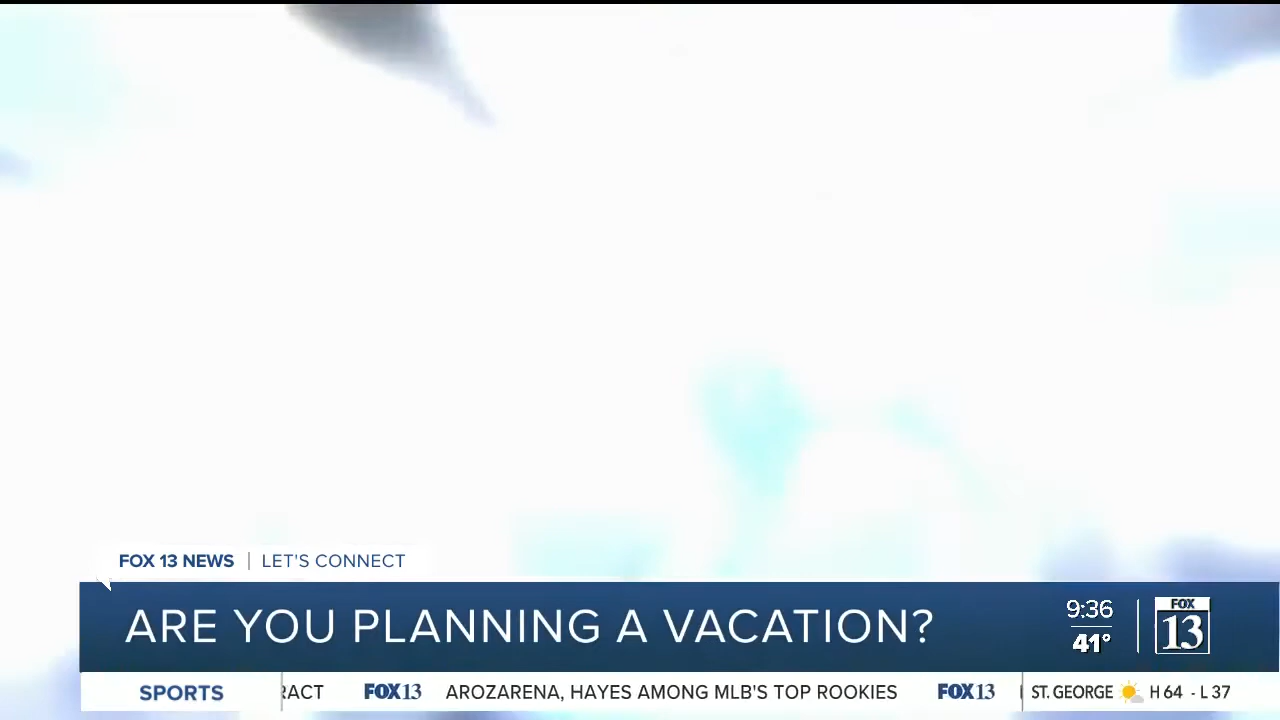 FOX 13 NEWS | LET'S CONNECT
ARE YOU PLANNING A VACATION?
9:36
41°
FOX
13
SPORTS
RACT FOX13 AROZARENA, HAYES AMONG MLB'S TOP ROOKIES FOX13
ST. GEORGE H 64 - L 37